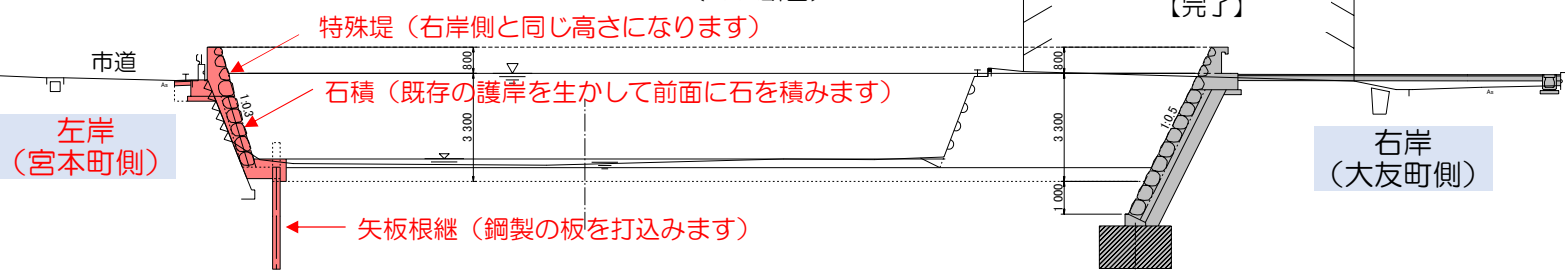 【完了】
特殊堤（右岸側と同じ高さになります）
市道
800
800
As
石積（既存の護岸を生かして前面に石を積みます）
As
1:0.3
3 300
3 300
1:0.5
左岸
（宮本町側）
右岸
（大友町側）
1 000
矢板根継（鋼製の板を打込みます）